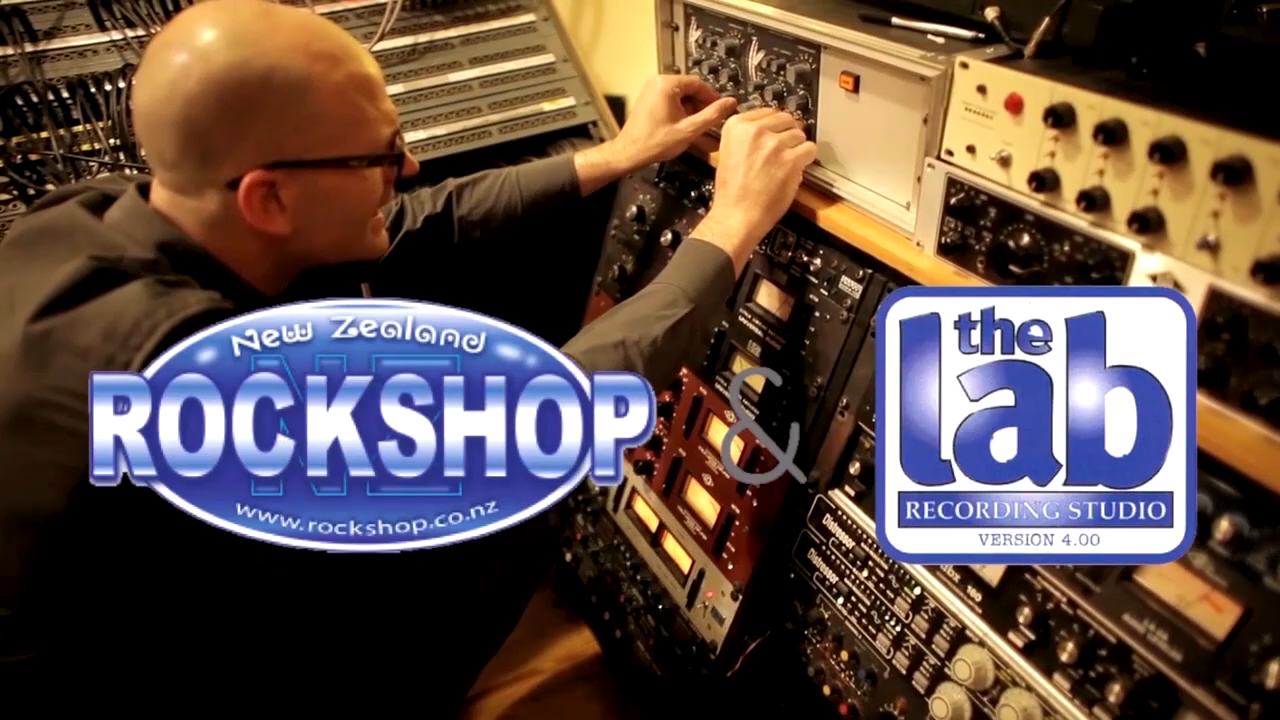 New Zealand
ROCKSHOP
www.rockshop.co.nz
&
the
lab
RECORDING STUDIO
VERSION 4.00
Distressor
Distressor